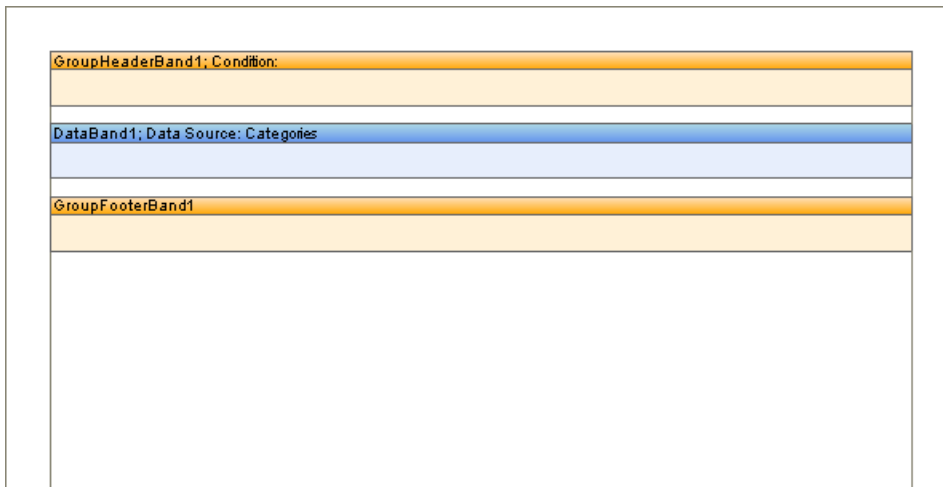 GroupHeaderBand1; Condition:
DataBand1; Data Source: Categories
GroupFooterBand1